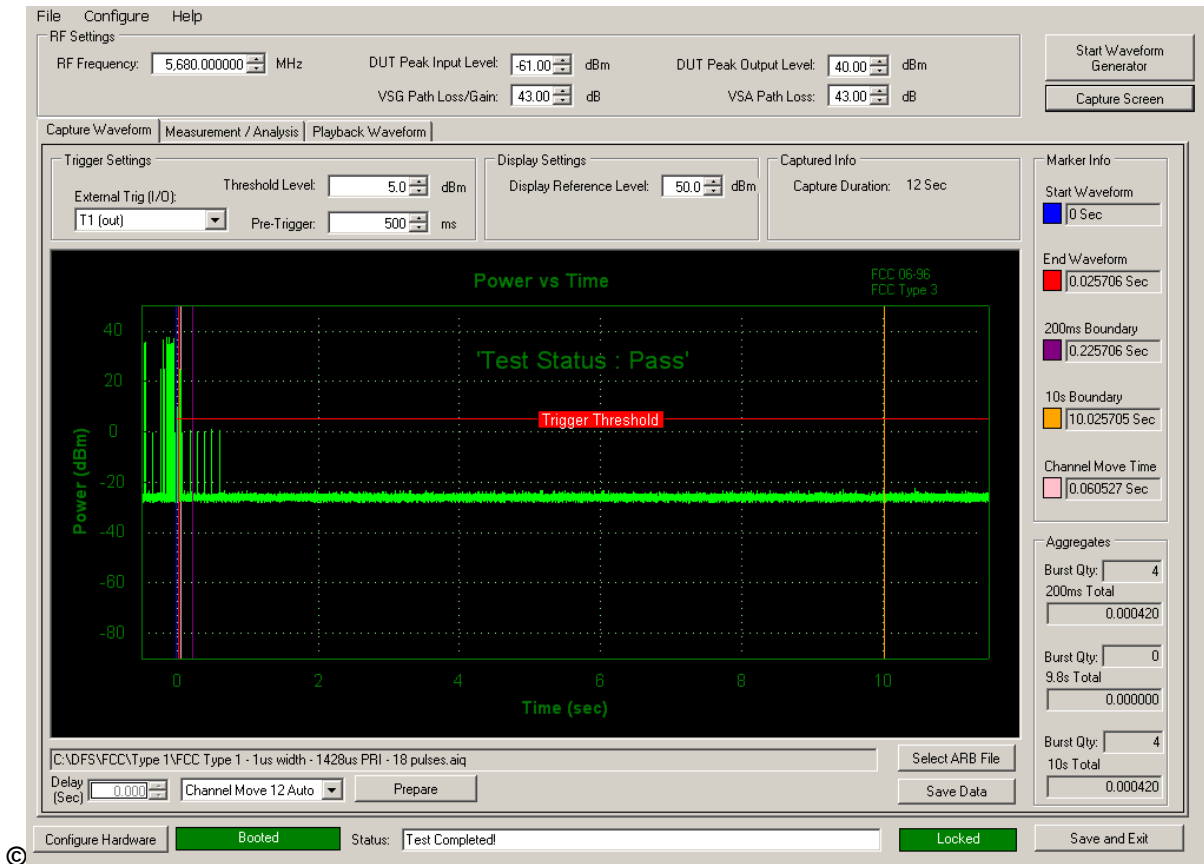 File Configure Help
RF Settings
RF Frequency: 5,680.000000 MHz
DUT Peak Input Level: -61.00 dBm
DUT Peak Output Level: 40.00 dBm
VSG Path Loss/Gain: 43.00 dB
VSA Path Loss: 43.00 dB
Start Waveform Generator
Capture Screen
Capture Waveform Measurement / Analysis Playback Waveform
Trigger Settings
External Trig (I/O):
T1 (out)
Threshold Level: 5.0 dBm
Pre-Trigger: 500 ms
Display Settings
Display Reference Level: 50.0 dBm
Captured Info
Capture Duration: 12 Sec
Marker Info
Start Waveform
0 Sec
End Waveform
0.025706 Sec
200ms Boundary
0.225706 Sec
10s Boundary
10.025705 Sec
Channel Move Time
0.060527 Sec
Power vs Time
FCC 06-96
FCC Type 3
'Test Status : Pass'
Trigger Threshold
Power (dBm)
40
20
0
-20
-40
-60
-80
0 2 4 6 8 10
Time (sec)
Aggregates
Burst Qty: 4
200ms Total
0.000420
Burst Qty: 0
9.8s Total
0.000000
Burst Qty: 4
10s Total
0.000420
C:\DFS\FCC\Type 1\FCC Type 1 - 1us width - 1428us PRI - 18 pulses.aiq
Select ARB File
Delay (Sec) 0.000
Channel Move 12 Auto
Prepare
Save Data
Configure Hardware
Booted
Status: Test Completed!
Locked
Save and Exit
©